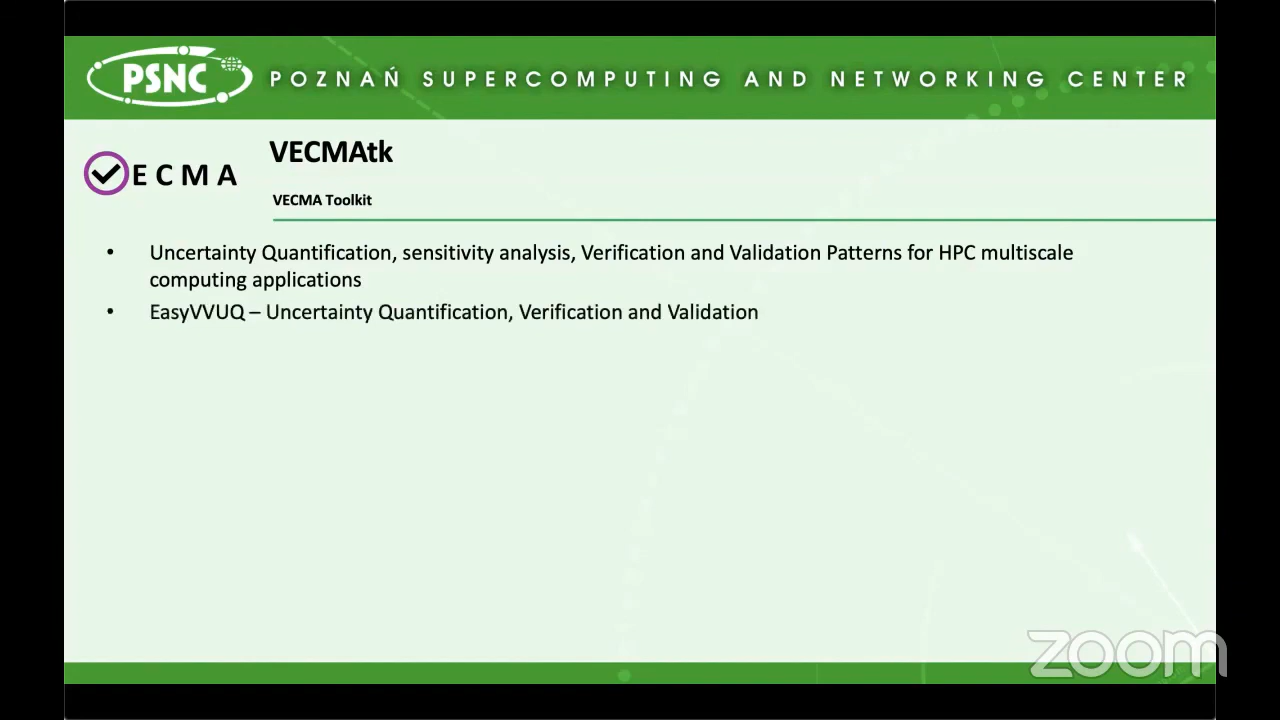 PSNC
POZNAŃ SUPERCOMPUTING AND NETWORKING CENTER
ECMA
VECMAtk
VECMA Toolkit
• Uncertainty Quantification, sensitivity analysis, Verification and Validation Patterns for HPC multiscale
computing applications
• EasyVVUQ – Uncertainty Quantification, Verification and Validation
zoom